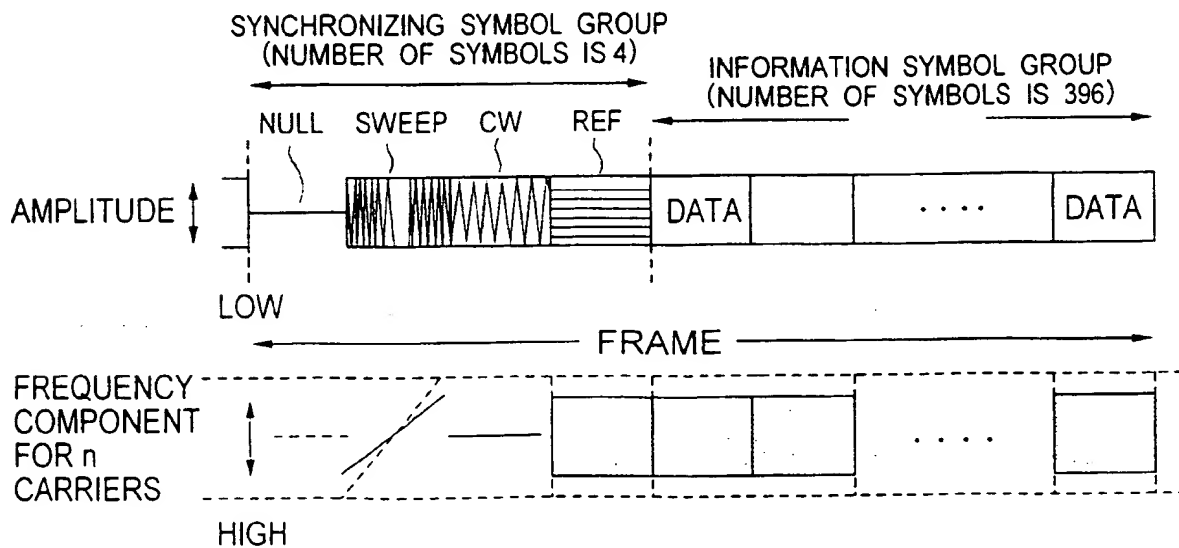 SYNCHRONIZING SYMBOL GROUP
(NUMBER OF SYMBOLS IS 4)
INFORMATION SYMBOL GROUP
(NUMBER OF SYMBOLS IS 396)
NULL SWEEP CW REF
AMPLITUDE
DATA
. . . .
DATA
LOW
FRAME
FREQUENCY
COMPONENT
FOR n
CARRIERS
. . . .
HIGH